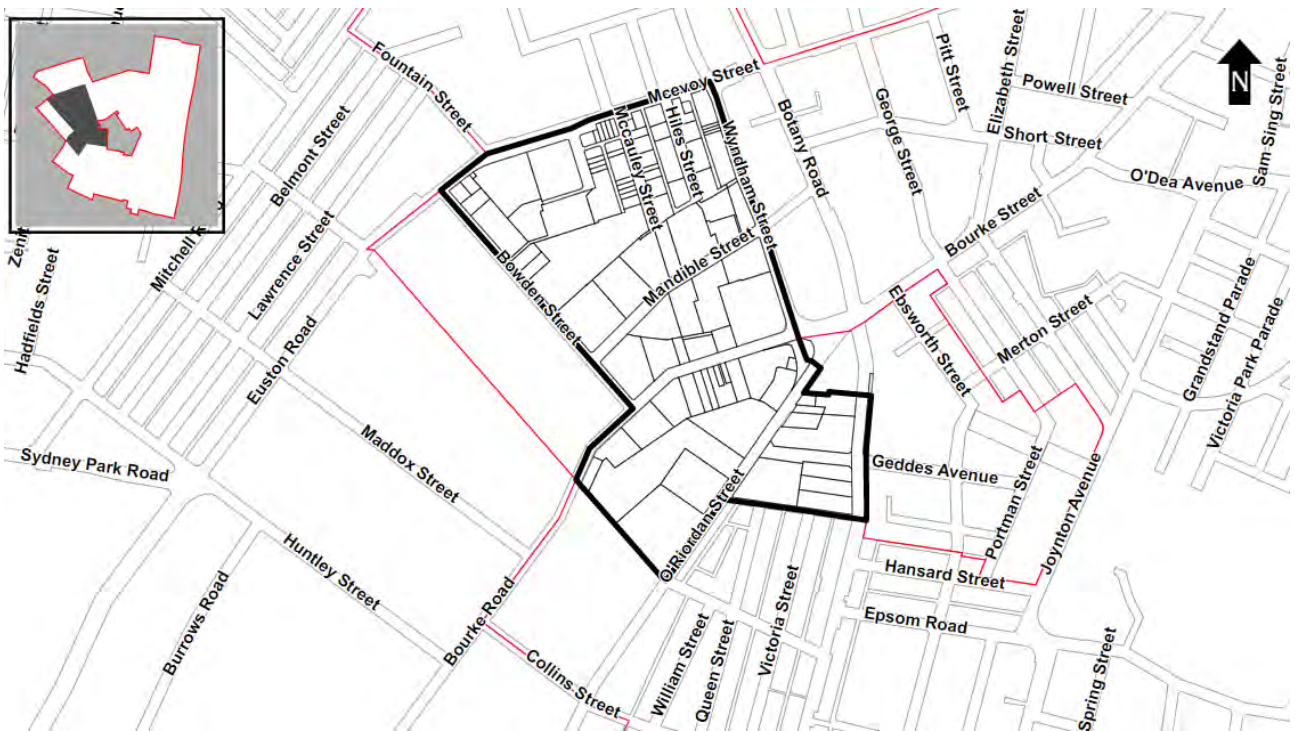 Fountain Street
Mcevoy Street
Pitt Street
Elizabeth Street
Powell Street
N
Sam Sing Street
Belmont Street
Mccauley Street
Hiles Street
Wyndham Street
Botany Road
George Street
Short Street
O'Dea Avenue
Bourke Street
Lawrence Street
Hadfields Street
Euston Road
Bowden Street
Mandible Street
Ebsworth Street
Merton Street
Grandstand Parade
Victoria Park Parade
Maddox Street
Sydney Park Road
Geddes Avenue
Portman Street
Joynton Avenue
O'Riordan Street
Huntley Street
Hansard Street
Epsom Road
Burrows Road
Bourke Road
Collins Street
William Street
Queen Street
Victoria Street
Spring Street